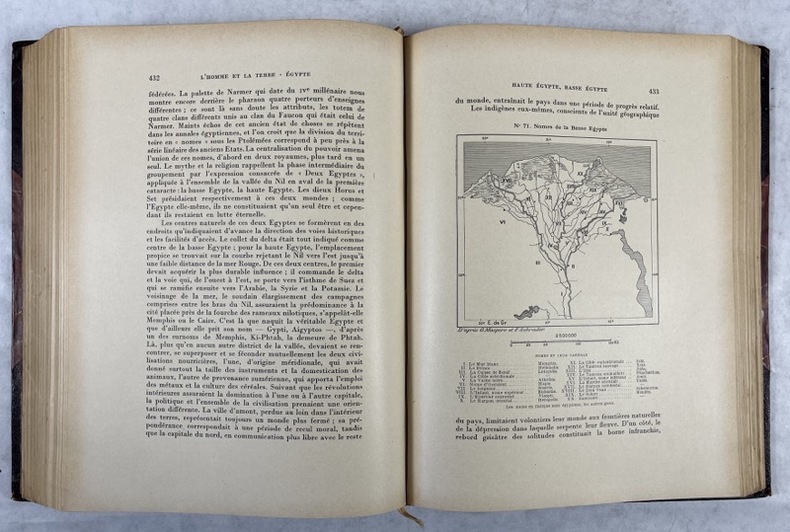 432 L'HOMME ET LA TERRE - ÉGYPTE
fédérées. La palette de Narmer qui date du IVe millénaire nous
montre encore derrière le pharaon quatre porteurs d'enseignes
différentes ; ce sont là sans doute les attributs, les totem de
quatre clans différents unis au clan du Faucon qui était celui de
Narmer. Maints échos de cet ancien état de choses se répètent
dans les annales égyptiennes, et l'on croit que la division du terri-
toire en « nomes » sous les Ptolémées correspond à peu près à la
série linéaire des anciens Etats. La centralisation du pouvoir amena
l'union de ces nomes, d'abord en deux royaumes, plus tard en un
seul. Le mythe et la religion rappellent la phase intermédiaire du
groupement par l'expression consacrée de « Deux Egyptes »,
appliquée à l'ensemble de la vallée du Nil en aval de la première
cataracte : la basse Egypte, la haute Egypte. Les dieux Horus et
Set présidaient respectivement à ces deux mondes ; comme
l'Egypte elle-même, ils ne constituaient qu'un seul être et cepen-
dant ils restaient en lutte éternelle.
Les centres naturels de ces deux Egyptes se formèrent en des
endroits qu'indiquaient d'avance la direction des voies historiques
et les facilités d'accès. Le collet du delta était tout indiqué comme
centre de la basse Egypte ; pour la haute Egypte, l'emplacement
propice se trouvait sur la courbe rejetant le Nil vers l'est jusqu'à
une faible distance de la mer Rouge. De ces deux centres, le premier
devait acquérir la plus durable influence ; il commande le delta
et la voie qui, de l'ouest à l'est, se porte vers l'isthme de Suez et
qui se ramifie ensuite vers l'Arabie, la Syrie et la Potamie. Le
voisinage de la mer, le soudain élargissement des campagnes
comprises entre les bras du Nil, assuraient la prédominance à la
cité placée près de la fourche des rameaux nilotiques, s'appelât-elle
Memphis ou le Caire. C'est là que naquit la véritable Egypte et
que d'ailleurs elle prit son nom — Gypti, Aigyptos —, d'après
un des surnoms de Memphis, Ki-Phtah, la demeure de Phtah.
Là, plus qu'en aucun autre district de la vallée, devaient se ren-
contrer, se superposer et se féconder mutuellement les deux civi-
lisations nourricières, l'une, d'origine méridionale, qui avait
donné surtout la taille des instruments et la domestication des
animaux, l'autre de provenance sumérienne, qui apporta l'emploi
des métaux et la culture des céréales. Suivant que les révolutions
intérieures assuraient la domination à l'une ou à l'autre capitale,
la politique et l'ensemble de la civilisation prenaient une orien-
tation différente. La ville d'amont, perdue au loin dans l'intérieur
des terres, représentait toujours un monde plus fermé ; sa pré-
pondérance correspondait à une période de recul moral, tandis
que la capitale du nord, en communication plus libre avec le reste
HAUTE ÉGYPTE, BASSE ÉGYPTE 433
du monde, entraînait le pays dans une période de progrès relatif.
Les indigènes eux-mêmes, conscients de l'unité géographique
N° 71. Nomes de la Basse Egypte
E. de Gr
D'après G. Maspero et F. Schrader
NOMES ET LEUR CAPITALE
I. Le Mur blanc Memphis.
du pays, limitaient volontiers leur monde aux frontières naturelles
de la dépression dans laquelle serpente leur fleuve. D'un côté, le
rebord grisâtre des solitudes constituait la borne infranchie,